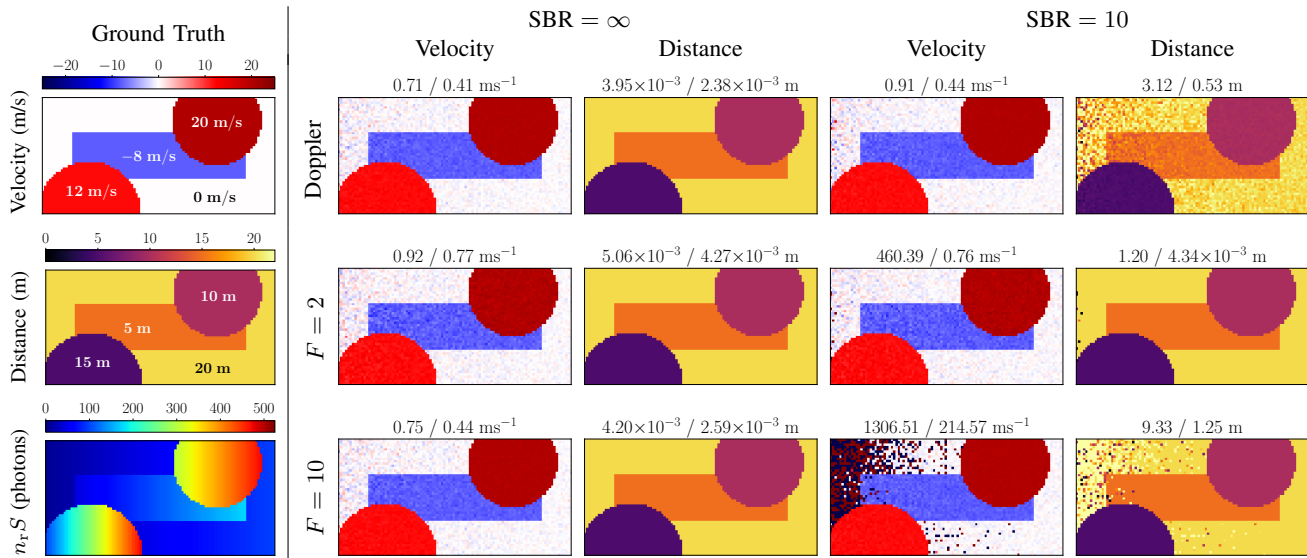 SBR = ∞ SBR = 10
Ground Truth Velocity Distance Velocity Distance
−20 −10 0 10 20
0.71 / 0.41 ms⁻¹ 3.95×10⁻³ / 2.38×10⁻³ m 0.91 / 0.44 ms⁻¹ 3.12 / 0.53 m
Velocity (m/s)
20 m/s
−8 m/s
12 m/s
0 m/s
Doppler
0 5 10 15 20
0.92 / 0.77 ms⁻¹ 5.06×10⁻³ / 4.27×10⁻³ m 460.39 / 0.76 ms⁻¹ 1.20 / 4.34×10⁻³ m
Distance (m)
10 m
5 m
15 m
20 m
F = 2
0 100 200 300 400 500
0.75 / 0.44 ms⁻¹ 4.20×10⁻³ / 2.59×10⁻³ m 1306.51 / 214.57 ms⁻¹ 9.33 / 1.25 m
nᵣS (photons)
F = 10